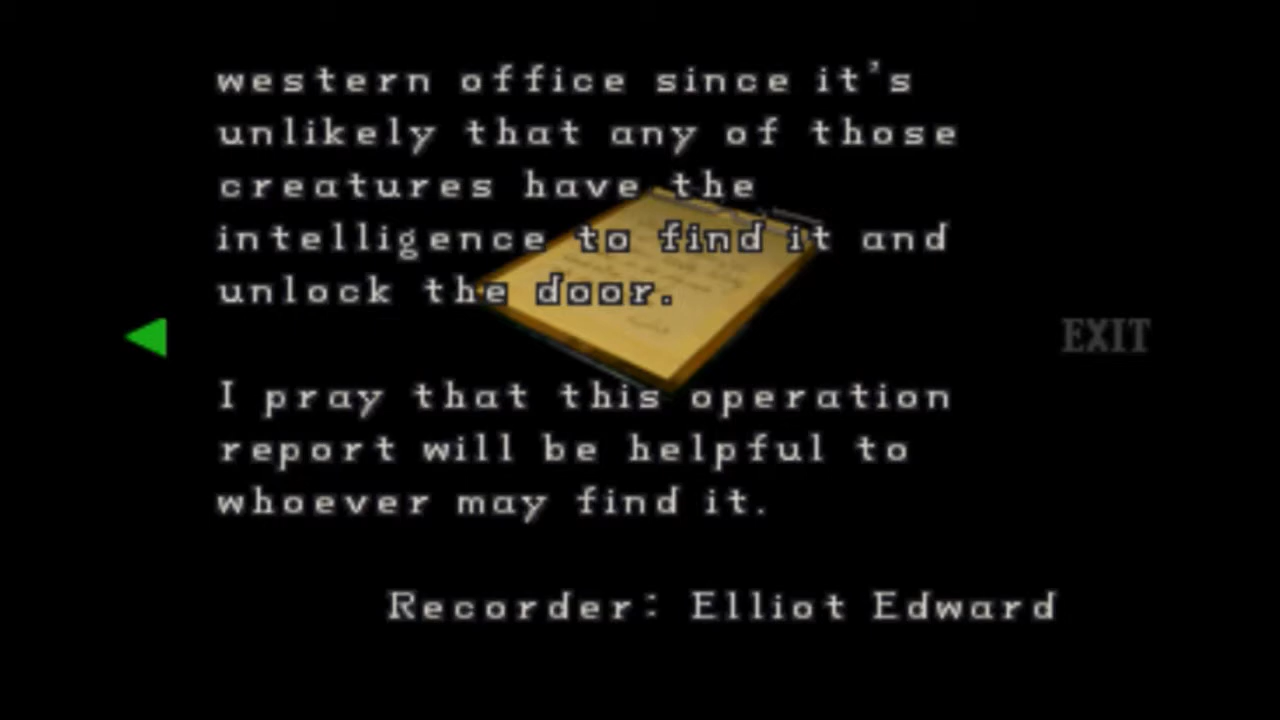 western office since it's
unlikely that any of those
creatures have the
intelligence to find it and
unlock the door.
EXIT
I pray that this operation
report will be helpful to
whoever may find it.
Recorder: Elliot Edward